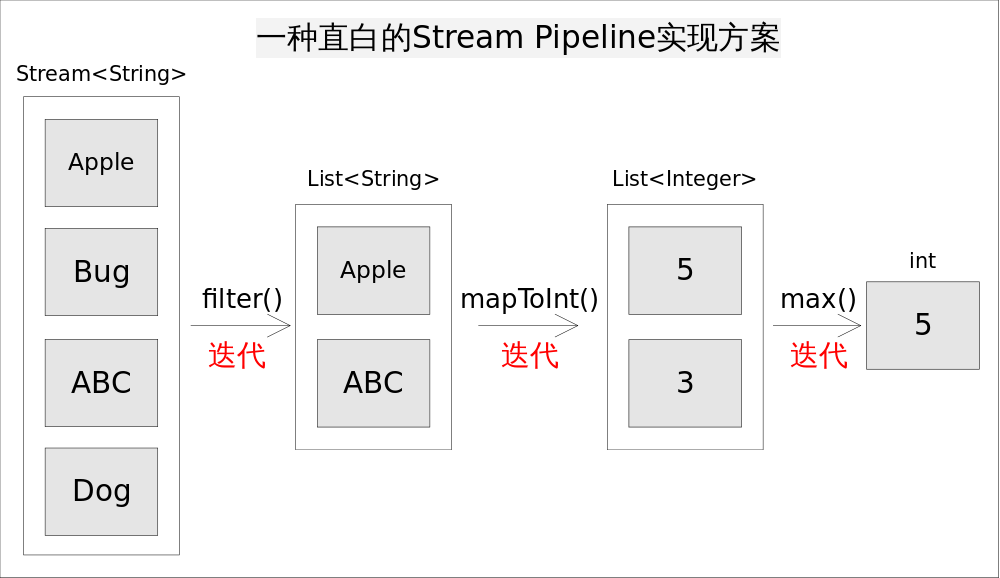 一种直白的Stream Pipeline实现方案
Stream<String>
Apple
Bug
ABC
Dog
filter()
迭代
List<String>
Apple
ABC
mapToInt()
迭代
List<Integer>
5
3
max()
迭代
int
5